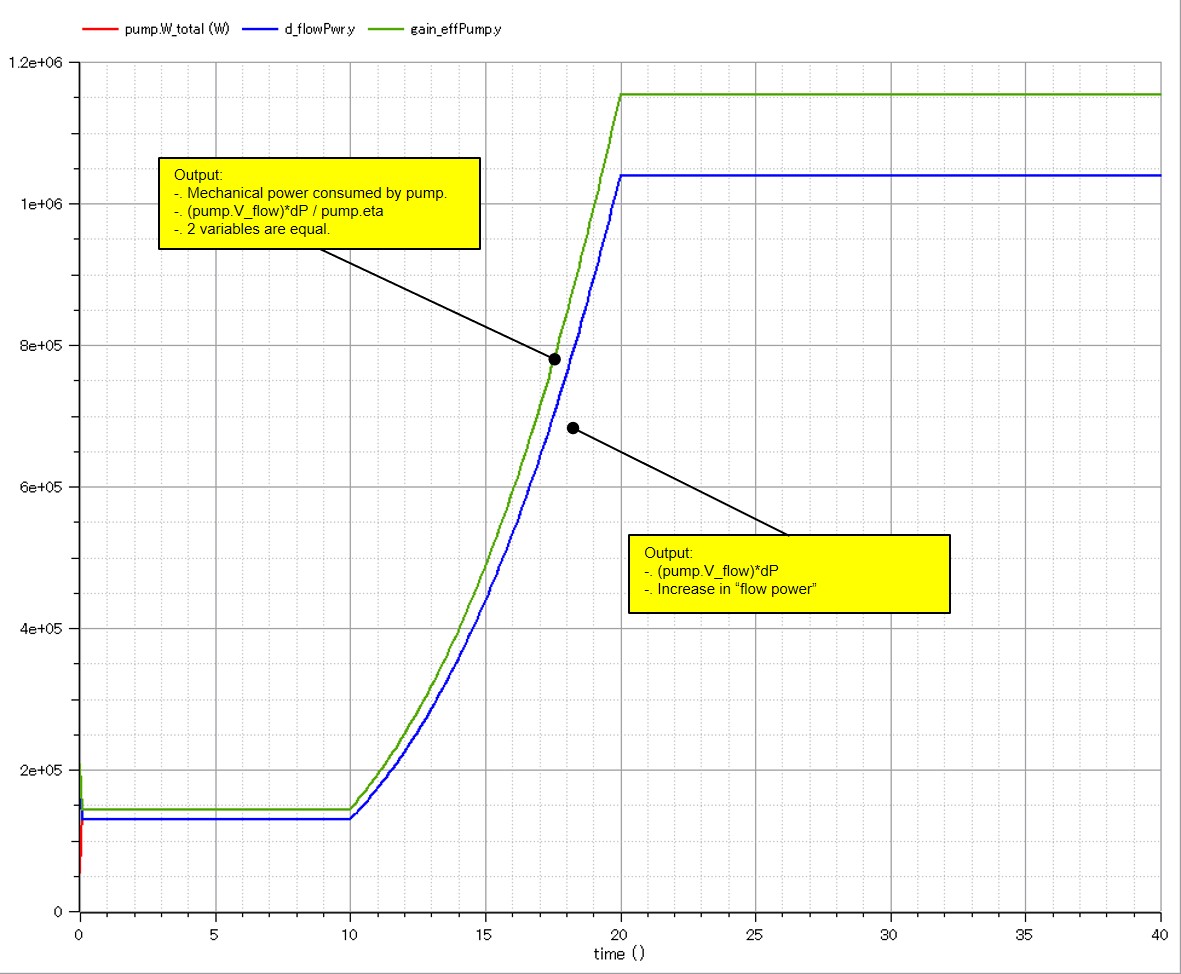 pump.W_total (W) d_flowPwr.y gain_effPump.y
1.2e+06
Output:
-. Mechanical power consumed by pump.
-. (pump.V_flow)*dP / pump.eta
-. 2 variables are equal.
1e+06
8e+05
6e+05
Output:
-. (pump.V_flow)*dP
-. Increase in “flow power”
4e+05
2e+05
0
0 5 10 15 20 25 30 35 40
time ()